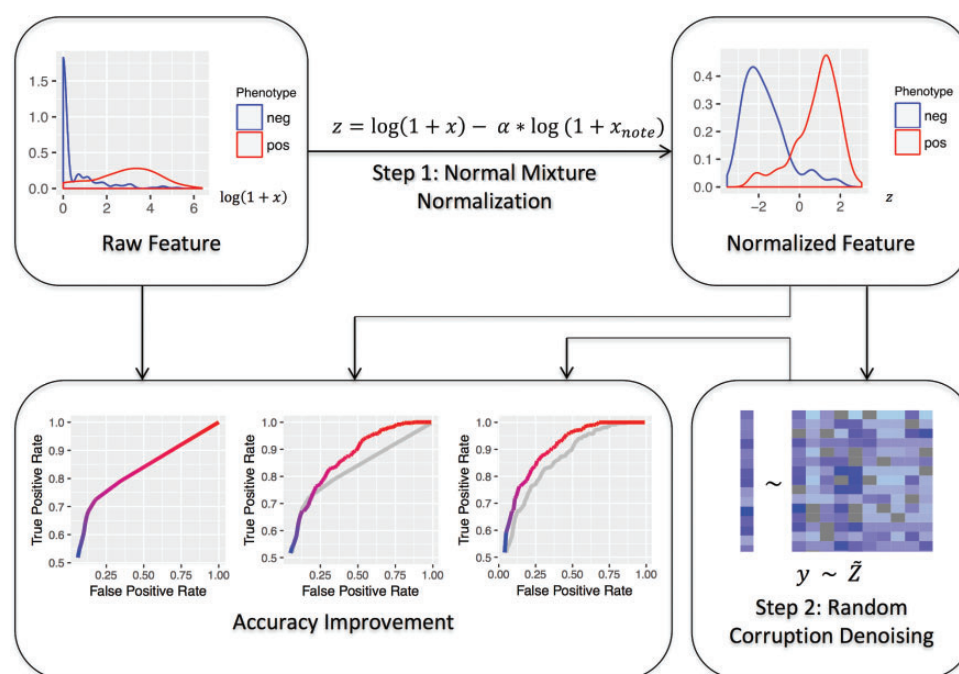 1.5
1.0
0.5
0.0
0 2 4 6
log(1 + x)
Phenotype
neg
pos
Raw Feature
z = log(1 + x) − α ∗ log (1 + x_note)
Step 1: Normal Mixture
Normalization
0.4
0.3
0.2
0.1
0.0
−2 0 2
z
Phenotype
neg
pos
Normalized Feature
True Positive Rate
1.0
0.9
0.8
0.7
0.6
0.5
0.25 0.50 0.75 1.00
False Positive Rate
True Positive Rate
1.0
0.9
0.8
0.7
0.6
0.5
0.25 0.50 0.75 1.00
False Positive Rate
True Positive Rate
1.0
0.9
0.8
0.7
0.6
0.5
0.00 0.25 0.50 0.75 1.00
False Positive Rate
Accuracy Improvement
~
y ~ Z̃
Step 2: Random
Corruption Denoising